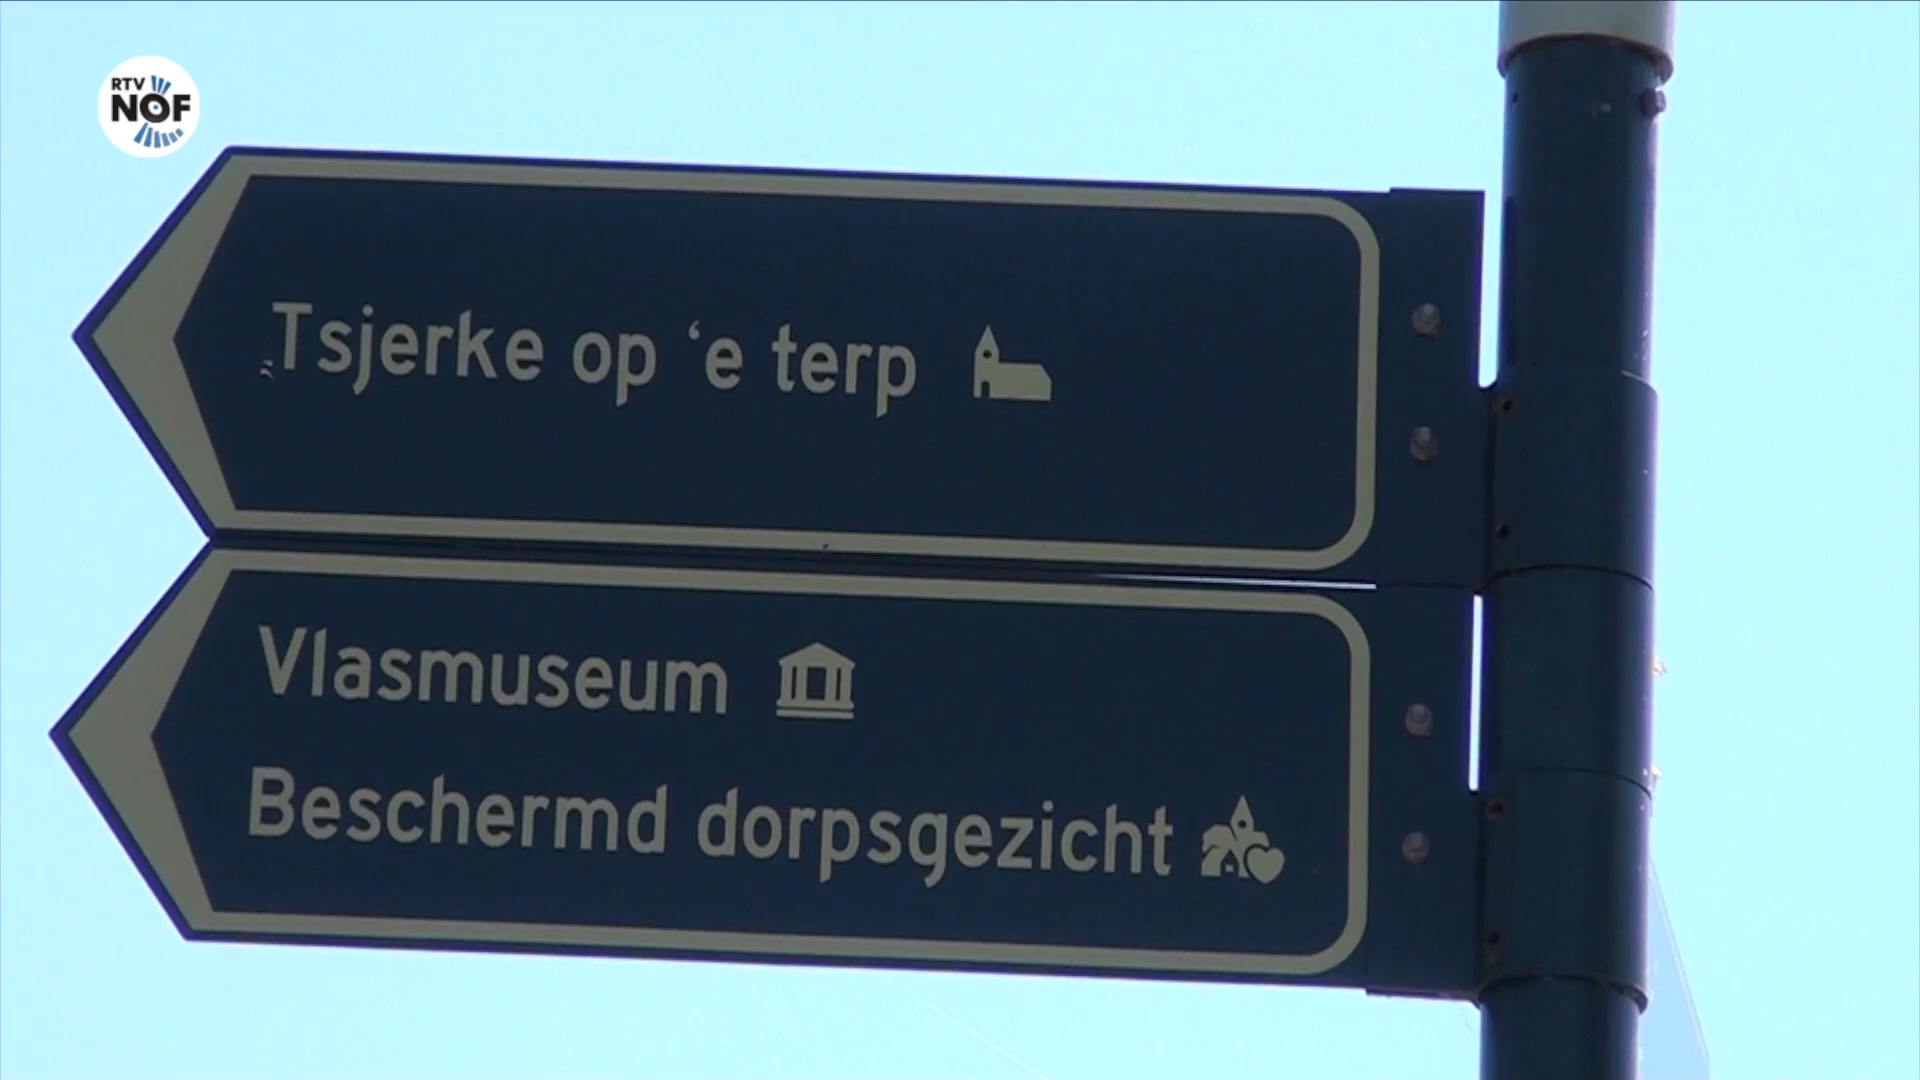 RTV
NOF
Tsjerke op ‘e terp
Vlasmuseum
Beschermd dorpsgezicht